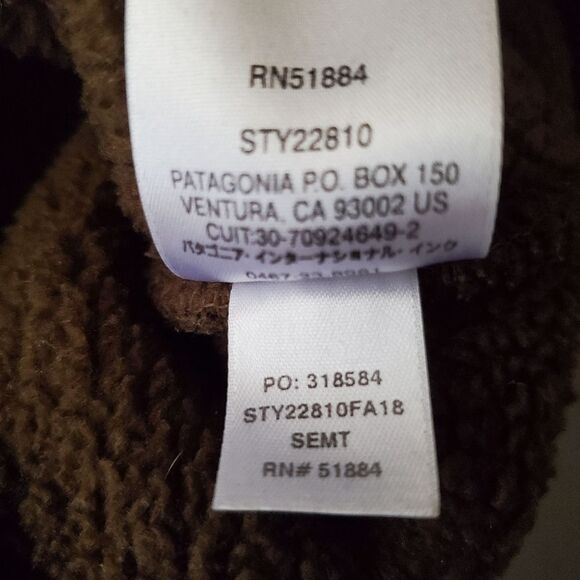 RN51884
STY22810
PATAGONIA P.O. BOX 150
VENTURA, CA 93002 US
CUIT:30-70924649-2
パタゴニア・インターナショナル・インク
PO: 318584
STY22810FA18
SEMT
RN# 51884